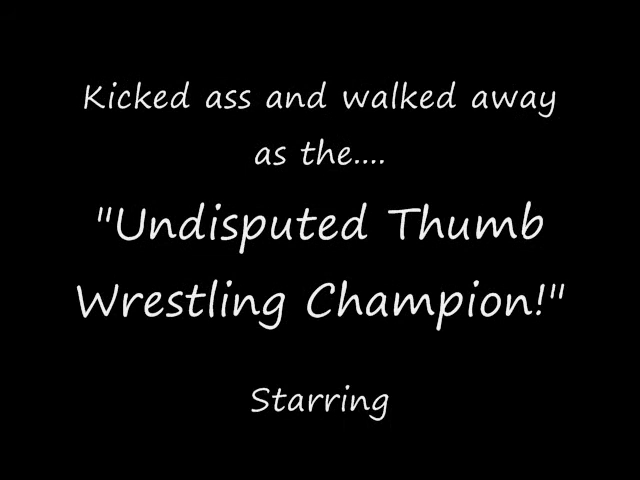 Kicked ass and walked away
as the....
"Undisputed Thumb
Wrestling Champion!"
Starring